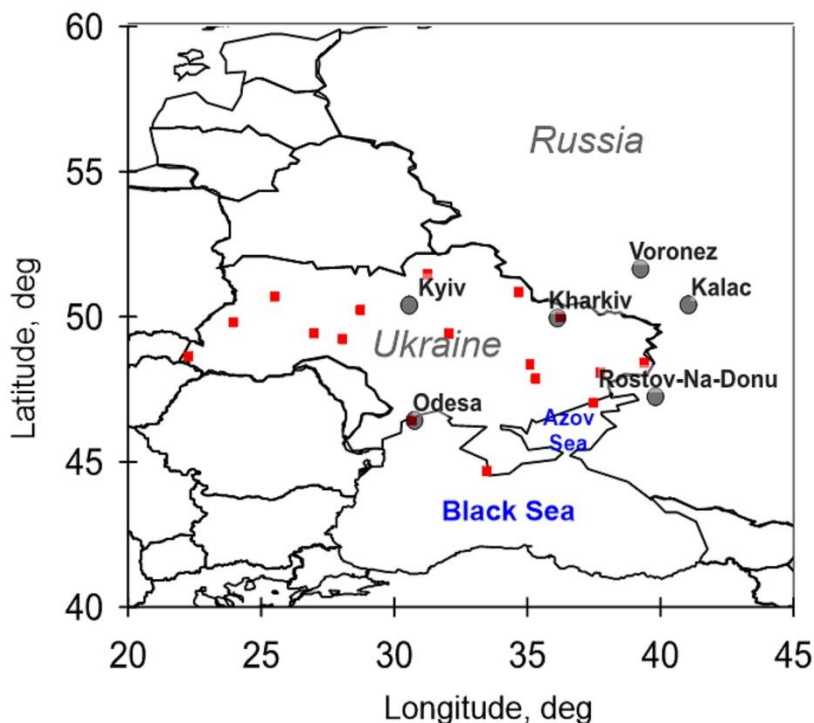 60
55
50
45
40
Latitude, deg
Russia
Voronez
Kyiv
Kalac
Kharkiv
Ukraine
Rostov-Na-Donu
Odesa
Azov
Sea
Black Sea
20 25 30 35 40 45
Longitude, deg